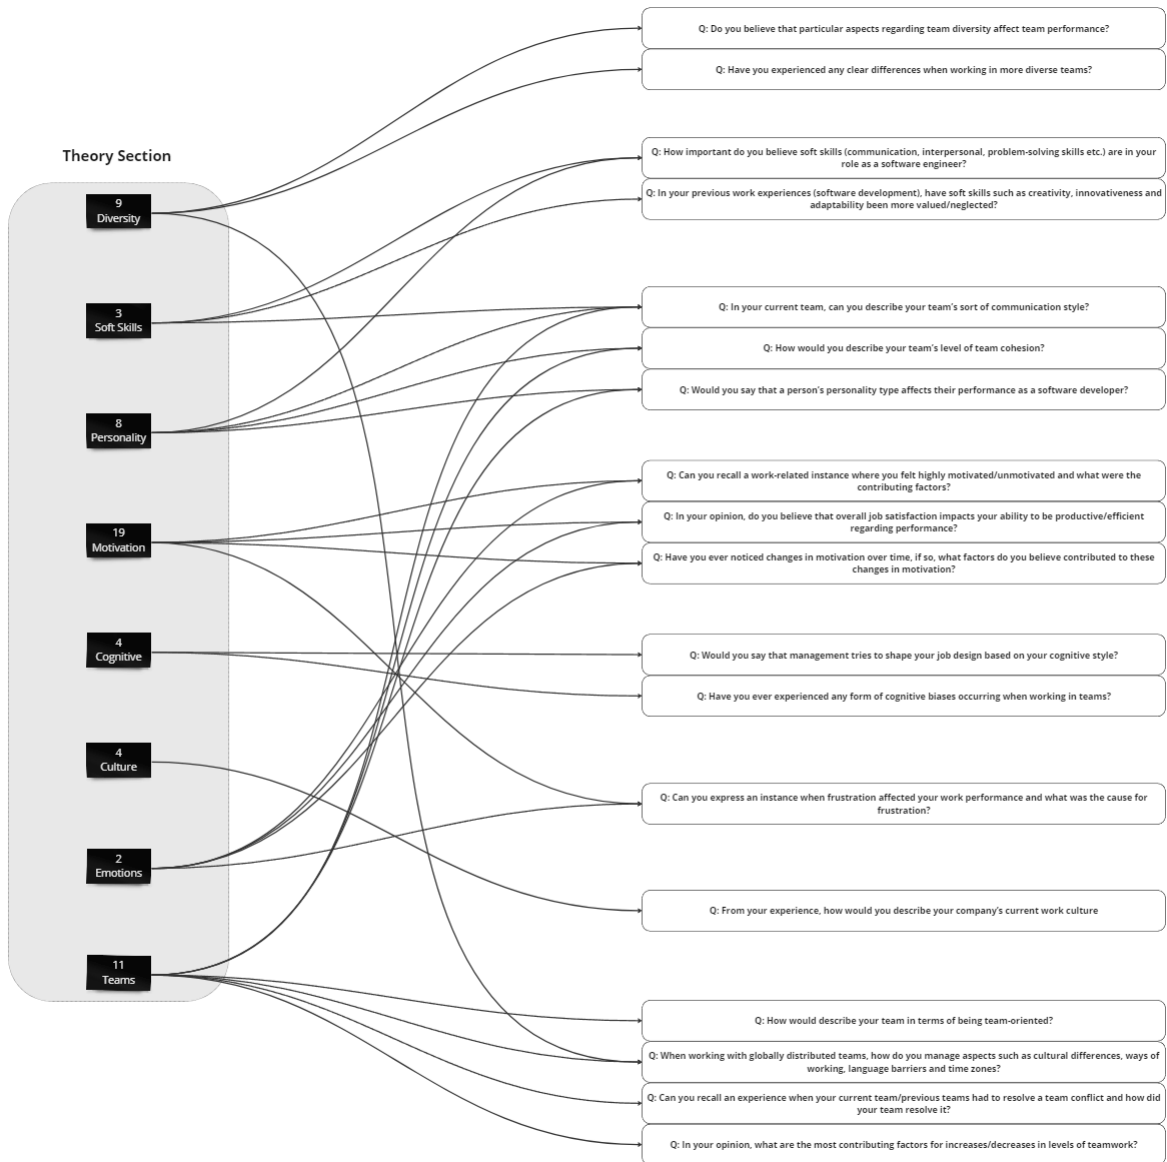 Theory Section
9
Diversity
3
Soft Skills
8
Personality
19
Motivation
4
Cognitive
4
Culture
2
Emotions
11
Teams
Q: Do you believe that particular aspects regarding team diversity affect team performance?
Q: Have you experienced any clear differences when working in more diverse teams?
Q: How important do you believe soft skills (communication, interpersonal, problem-solving skills etc.) are in your
role as a software engineer?
Q: In your previous work experiences (software development), have soft skills such as creativity, innovativeness and
adaptability been more valued/neglected?
Q: In your current team, can you describe your team's sort of communication style?
Q: How would you describe your team's level of team cohesion?
Q: Would you say that a person's personality type affects their performance as a software developer?
Q: Can you recall a work-related instance where you felt highly motivated/unmotivated and what were the
contributing factors?
Q: In your opinion, do you believe that overall job satisfaction impacts your ability to be productive/efficient
regarding performance?
Q: Have you ever noticed changes in motivation over time, if so, what factors do you believe contributed to these
changes in motivation?
Q: Would you say that management tries to shape your job design based on your cognitive style?
Q: Have you ever experienced any form of cognitive biases occurring when working in teams?
Q: Can you express an instance when frustration affected your work performance and what was the cause for
frustration?
Q: From your experience, how would you describe your company's current work culture
Q: How would describe your team in terms of being team-oriented?
Q: When working with globally distributed teams, how do you manage aspects such as cultural differences, ways of
working, language barriers and time zones?
Q: Can you recall an experience when your current team/previous teams had to resolve a team conflict and how did
your team resolve it?
Q: In your opinion, what are the most contributing factors for increases/decreases in levels of teamwork?